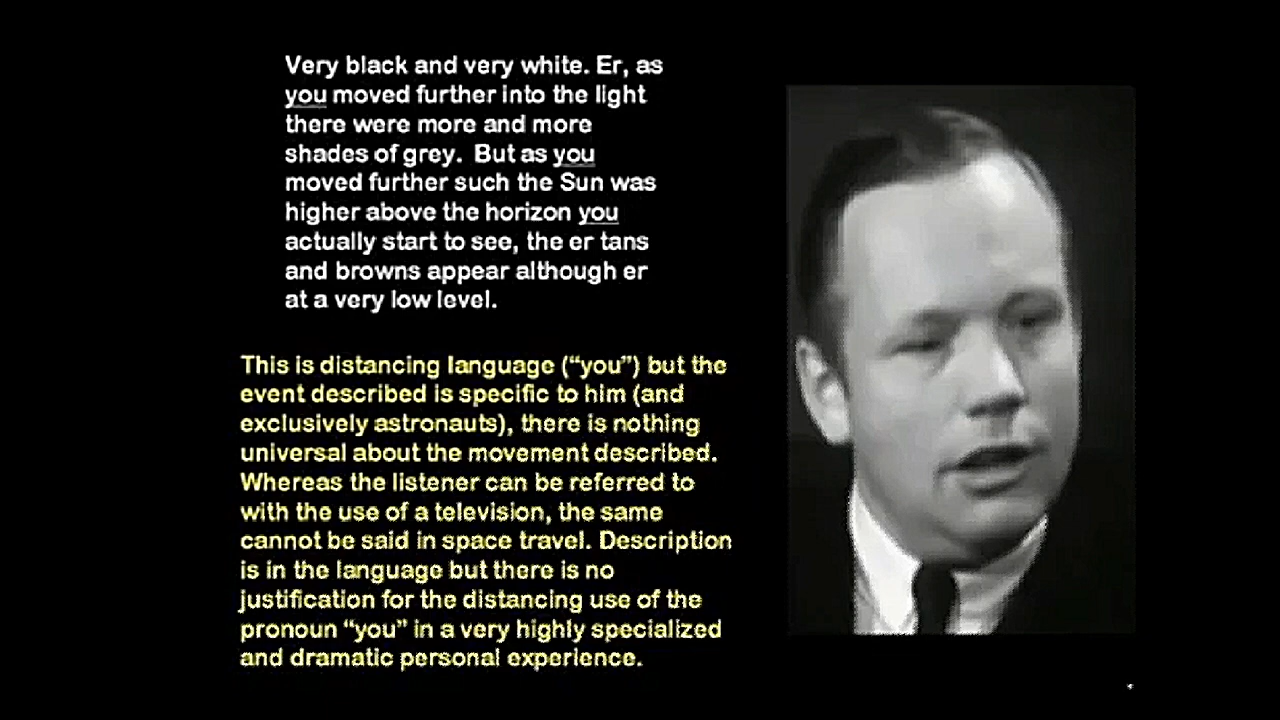 Very black and very white. Er, as
you moved further into the light
there were more and more
shades of grey.  But as you
moved further such the Sun was
higher above the horizon you
actually start to see, the er tans
and browns appear although er
at a very low level.
This is distancing language (“you”) but the
event described is specific to him (and
exclusively astronauts), there is nothing
universal about the movement described.
Whereas the listener can be referred to
with the use of a television, the same
cannot be said in space travel. Description
is in the language but there is no
justification for the distancing use of the
pronoun “you” in a very highly specialized
and dramatic personal experience.